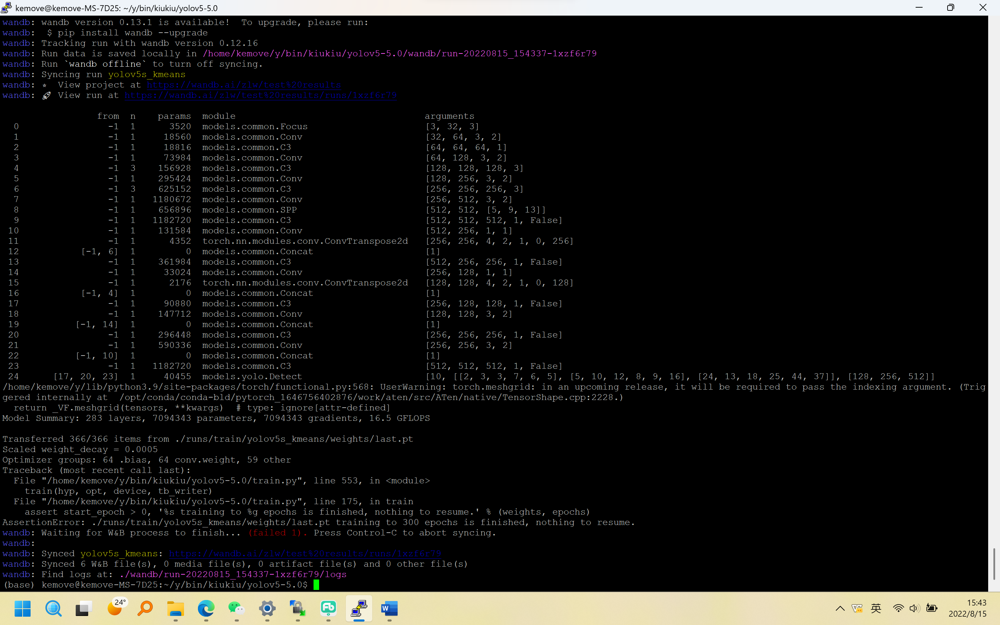 kemove@kemove-MS-7D25: ~/y/bin/kiukiu/yolov5-5.0
wandb: wandb version 0.13.1 is available!  To upgrade, please run:
wandb:  $ pip install wandb --upgrade
wandb: Tracking run with wandb version 0.12.16
wandb: Run data is saved locally in /home/kemove/y/bin/kiukiu/yolov5-5.0/wandb/run-20220815_154337-1xzf6r79
wandb: Run `wandb offline` to turn off syncing.
wandb: Syncing run yolov5s_kmeans
wandb: ⭐ View project at https://wandb.ai/zlw/test%20results
wandb: 🚀 View run at https://wandb.ai/zlw/test%20results/runs/1xzf6r79
from  n    params  module                                  arguments
0                -1  1      3520  models.common.Focus                     [3, 32, 3]
1                -1  1     18560  models.common.Conv                      [32, 64, 3, 2]
2                -1  1     18816  models.common.C3                        [64, 64, 64, 1]
3                -1  1     73984  models.common.Conv                      [64, 128, 3, 2]
4                -1  3    156928  models.common.C3                        [128, 128, 128, 3]
5                -1  1    295424  models.common.Conv                      [128, 256, 3, 2]
6                -1  3    625152  models.common.C3                        [256, 256, 256, 3]
7                -1  1   1180672  models.common.Conv                      [256, 512, 3, 2]
8                -1  1    656896  models.common.SPP                       [512, 512, [5, 9, 13]]
9                -1  1   1182720  models.common.C3                        [512, 512, 512, 1, False]
10                -1  1    131584  models.common.Conv                      [512, 256, 1, 1]
11                -1  1      4352  torch.nn.modules.conv.ConvTranspose2d   [256, 256, 4, 2, 1, 0, 256]
12           [-1, 6]  1         0  models.common.Concat                    [1]
13                -1  1    361984  models.common.C3                        [512, 256, 256, 1, False]
14                -1  1     33024  models.common.Conv                      [256, 128, 1, 1]
15                -1  1      2176  torch.nn.modules.conv.ConvTranspose2d   [128, 128, 4, 2, 1, 0, 128]
16           [-1, 4]  1         0  models.common.Concat                    [1]
17                -1  1     90880  models.common.C3                        [256, 128, 128, 1, False]
18                -1  1    147712  models.common.Conv                      [128, 128, 3, 2]
19          [-1, 14]  1         0  models.common.Concat                    [1]
20                -1  1    296448  models.common.C3                        [256, 256, 256, 1, False]
21                -1  1    590336  models.common.Conv                      [256, 256, 3, 2]
22          [-1, 10]  1         0  models.common.Concat                    [1]
23                -1  1   1182720  models.common.C3                        [512, 512, 512, 1, False]
24      [17, 20, 23]  1     40455  models.yolo.Detect                      [10, [[2, 3, 3, 7, 6, 5], [5, 10, 12, 8, 9, 16], [24, 13, 18, 25, 44, 37]], [128, 256, 512]]
/home/kemove/y/lib/python3.9/site-packages/torch/functional.py:568: UserWarning: torch.meshgrid: in an upcoming release, it will be required to pass the indexing argument. (Trig
gered internally at  /opt/conda/conda-bld/pytorch_1646756402876/work/aten/src/ATen/native/TensorShape.cpp:2228.)
  return _VF.meshgrid(tensors, **kwargs)  # type: ignore[attr-defined]
Model Summary: 283 layers, 7094343 parameters, 7094343 gradients, 16.5 GFLOPS
Transferred 366/366 items from ./runs/train/yolov5s_kmeans/weights/last.pt
Scaled weight_decay = 0.0005
Optimizer groups: 64 .bias, 64 conv.weight, 59 other
Traceback (most recent call last):
  File "/home/kemove/y/bin/kiukiu/yolov5-5.0/train.py", line 553, in <module>
    train(hyp, opt, device, tb_writer)
  File "/home/kemove/y/bin/kiukiu/yolov5-5.0/train.py", line 175, in train
    assert start_epoch > 0, '%s training to %g epochs is finished, nothing to resume.' % (weights, epochs)
AssertionError: ./runs/train/yolov5s_kmeans/weights/last.pt training to 300 epochs is finished, nothing to resume.
wandb: Waiting for W&B process to finish... (failed 1). Press Control-C to abort syncing.
wandb:
wandb: Synced yolov5s_kmeans: https://wandb.ai/zlw/test%20results/runs/1xzf6r79
wandb: Synced 6 W&B file(s), 0 media file(s), 0 artifact file(s) and 0 other file(s)
wandb: Find logs at: ./wandb/run-20220815_154337-1xzf6r79/logs
(base) kemove@kemove-MS-7D25:~/y/bin/kiukiu/yolov5-5.0$
24°
Fb
W
英
15:43
2022/8/15